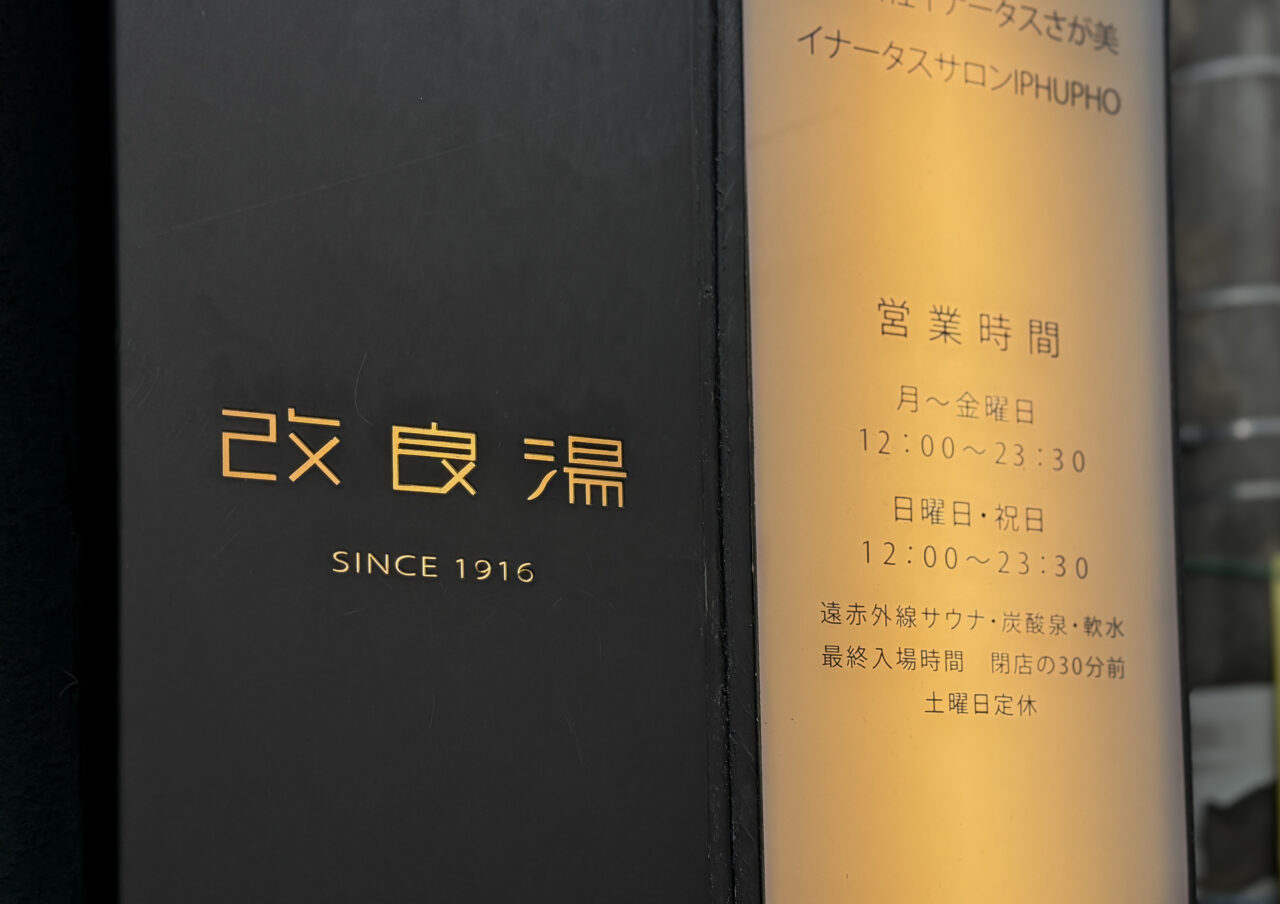 改良湯
SINCE 1916
イナータスさが美
イナータスサロンIPHUPHO
営業時間
月～金曜日
12:00～23:30
日曜日・祝日
12:00～23:30
遠赤外線サウナ・炭酸泉・軟水
最終入場時間　閉店の30分前
土曜日定休